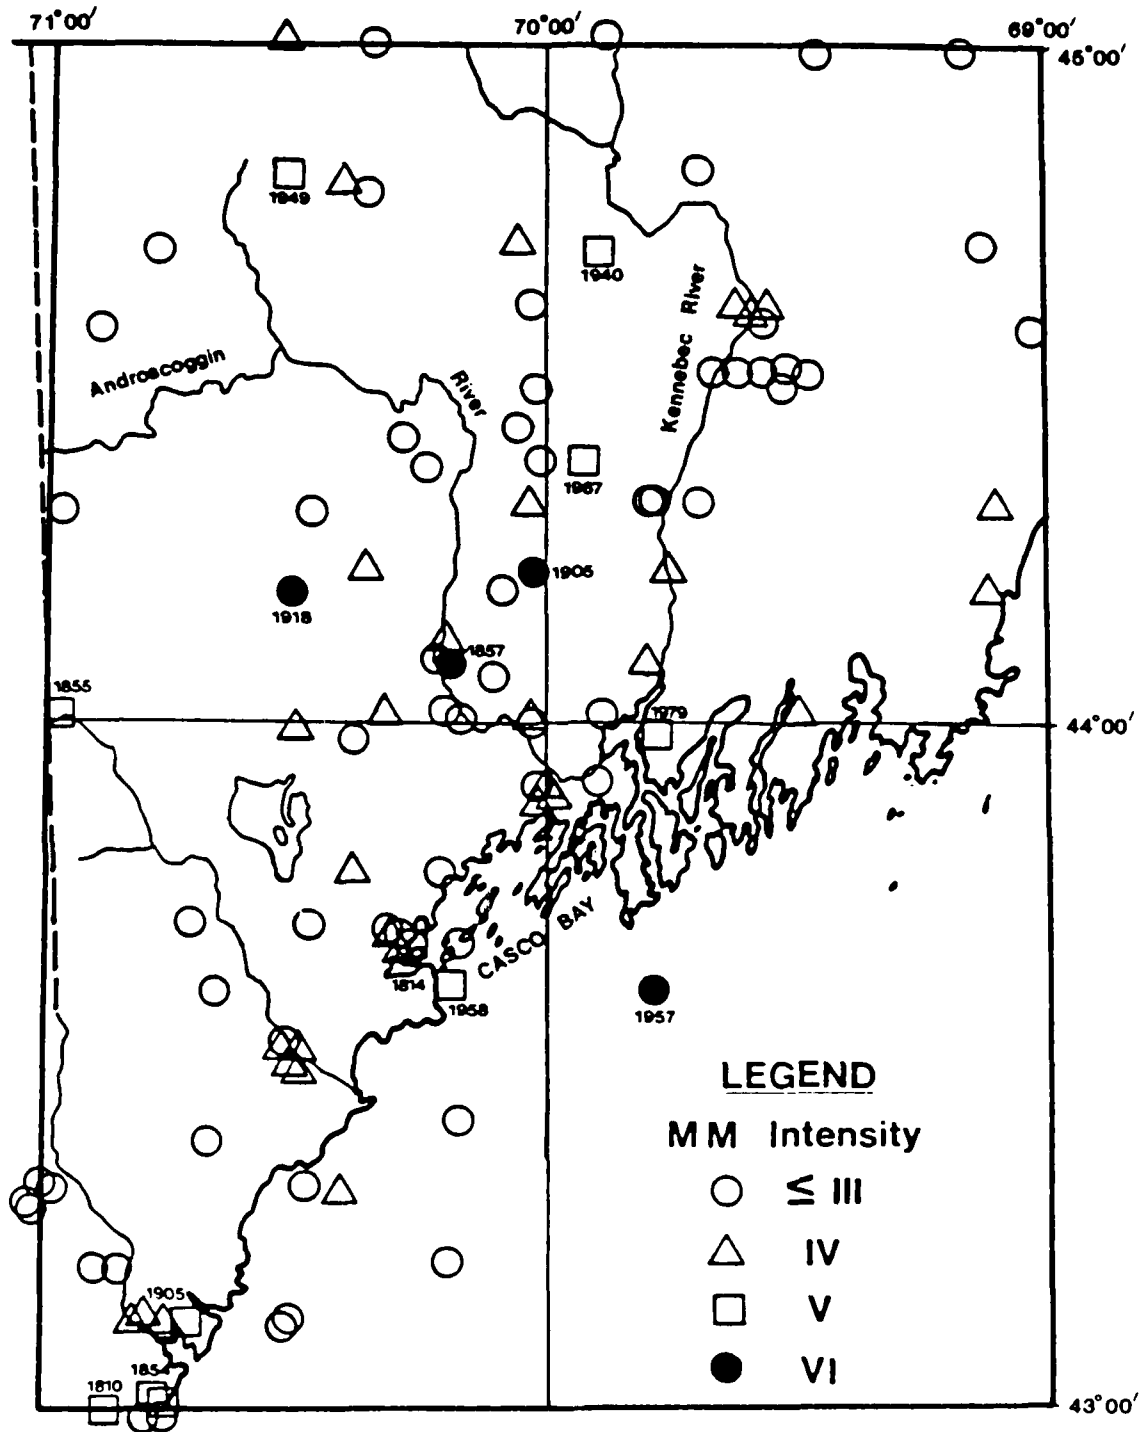 71°00′
70°00′
69°00′
45°00′
1949
1940
Kennebec River
Androscoggin
River
1967
1905
1918
1857
1855
1979
44°00′
CASCO BAY
1814
1958
1957
LEGEND
MM Intensity
≤ III
IV
V
VI
1905
1854
1810
43°00′